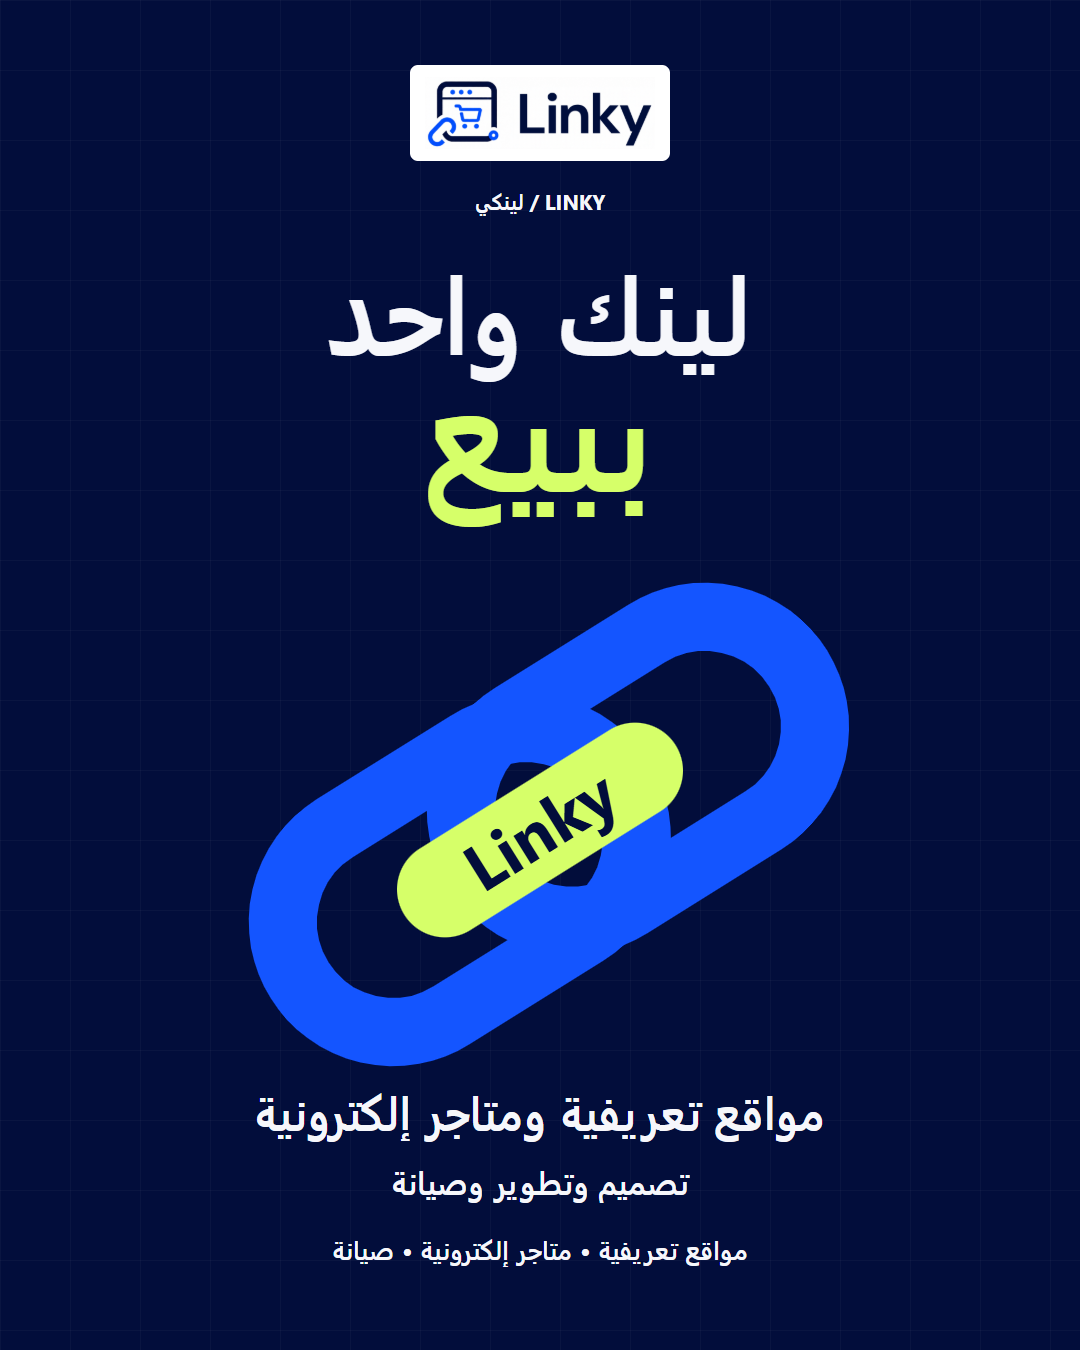 Linky
LINKY / لينكي
لينك واحد
ببيع
Linky
مواقع تعريفية ومتاجر إلكترونية
تصميم وتطوير وصيانة
مواقع تعريفية • متاجر إلكترونية • صيانة